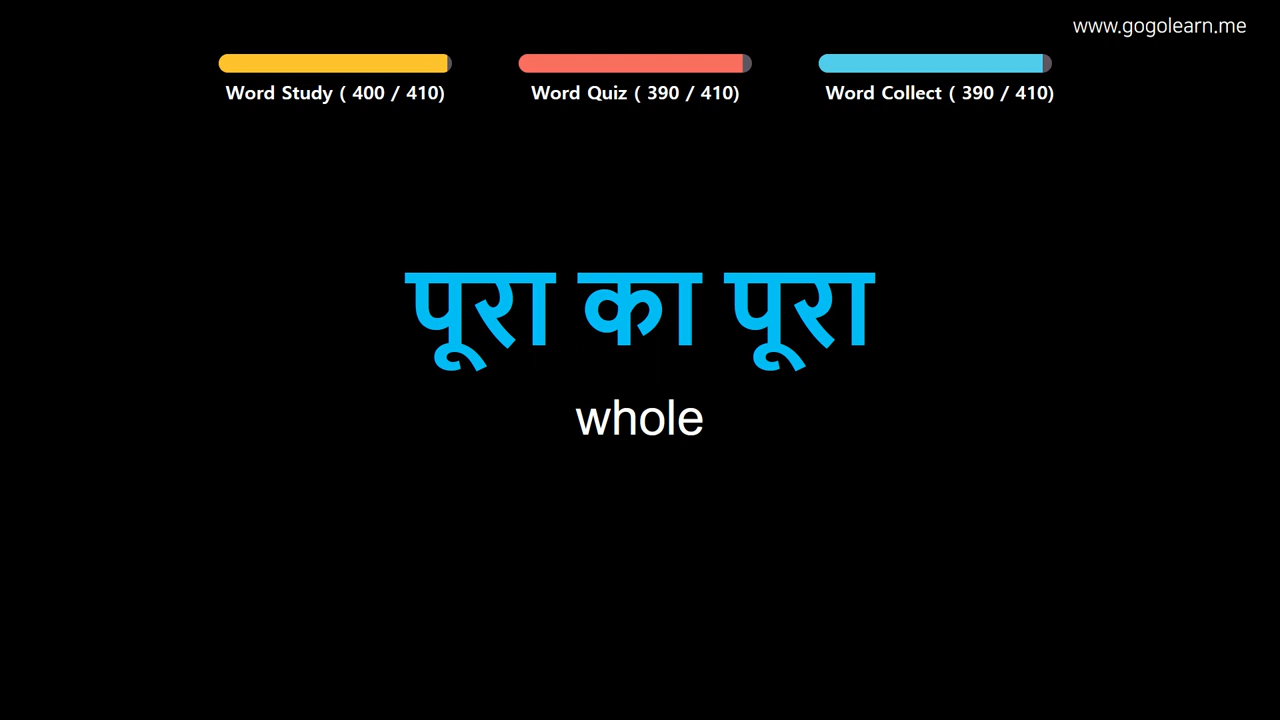 www.gogolearn.me
Word Study ( 400 / 410)
Word Quiz ( 390 / 410)
Word Collect ( 390 / 410)
पूरा का पूरा
whole